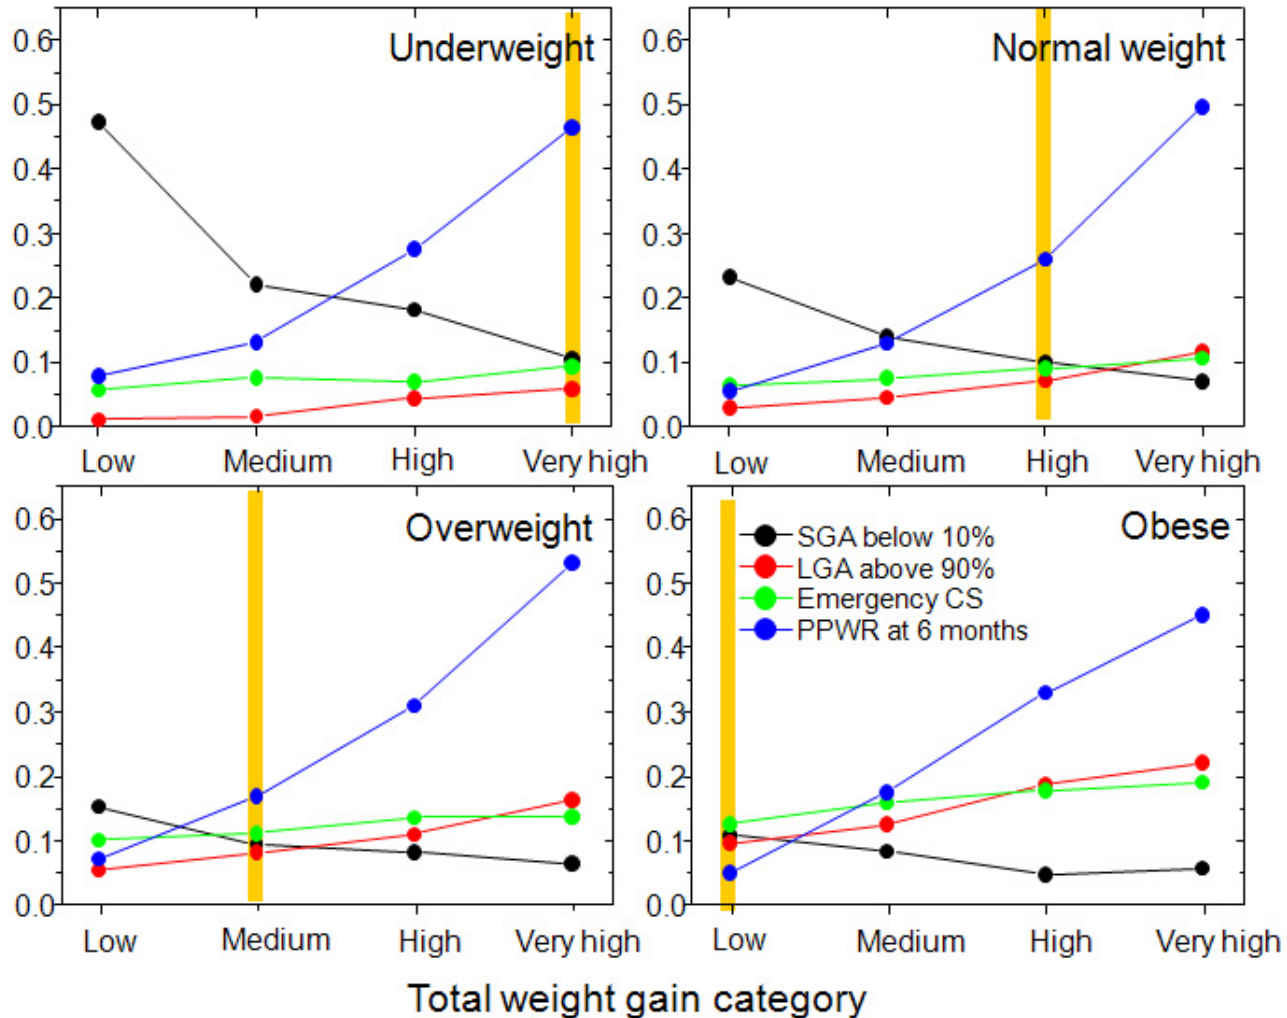 Underweight
0.6
0.5
0.4
0.3
0.2
0.1
0.0
Low Medium High Very high
Normal weight
0.6
0.5
0.4
0.3
0.2
0.1
0.0
Low Medium High Very high
Overweight
0.6
0.5
0.4
0.3
0.2
0.1
0.0
Low Medium High Very high
Obese
SGA below 10%
LGA above 90%
Emergency CS
PPWR at 6 months
0.6
0.5
0.4
0.3
0.2
0.1
0.0
Low Medium High Very high
Total weight gain category